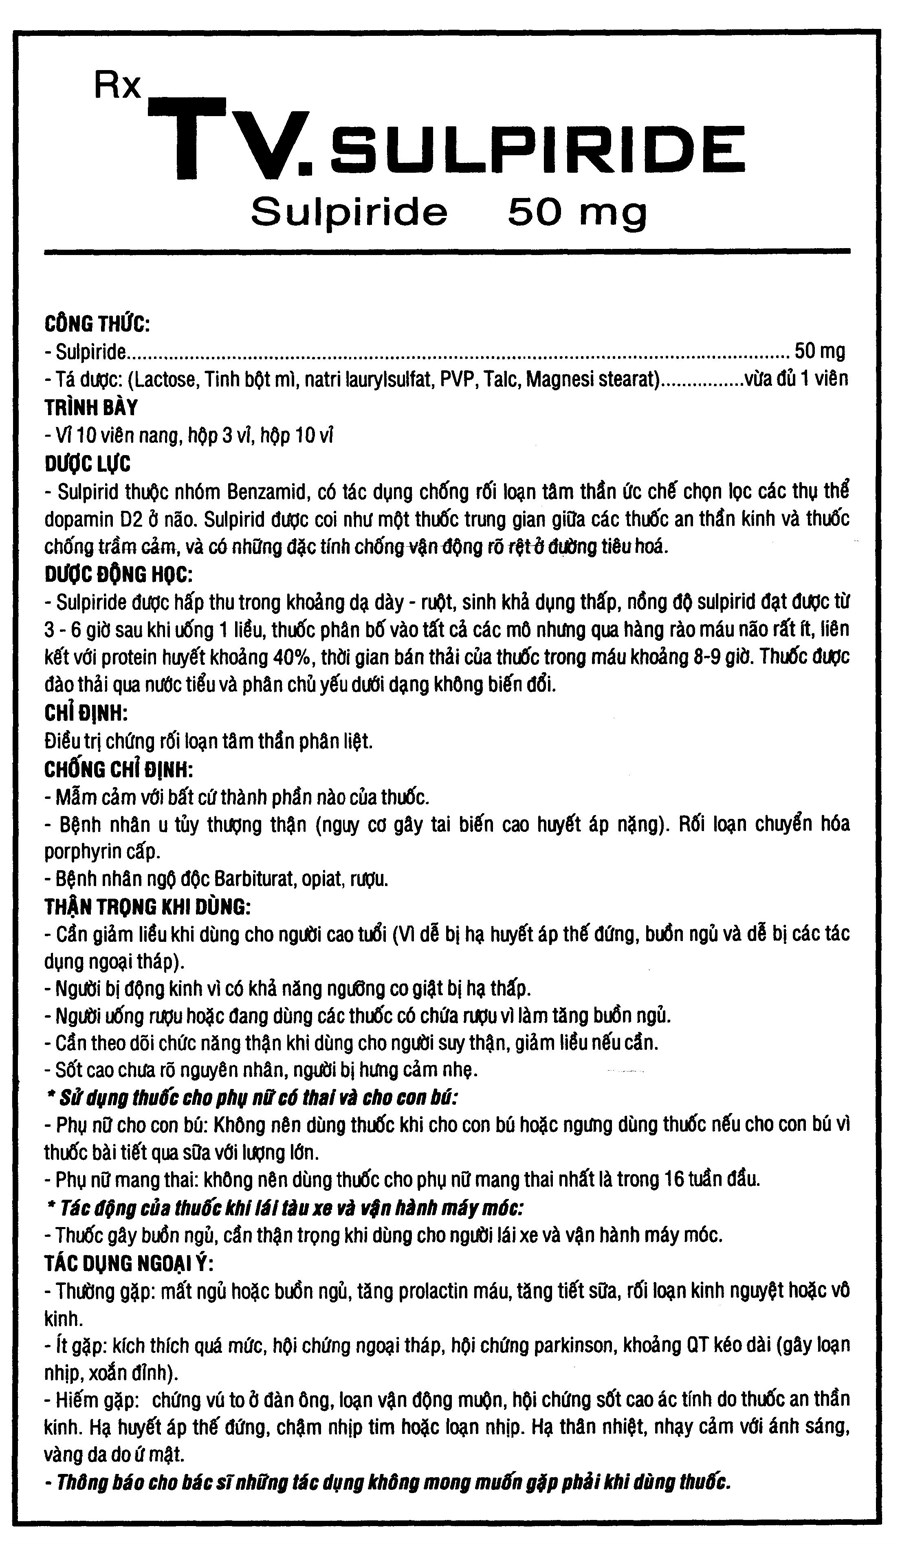 Rx
TV. SULPIRIDE
Sulpiride 50 mg
CÔNG THỨC:
- Sulpiride........................................................................................................................... 50 mg
- Tá dược: (Lactose, Tinh bột mì, natri laurylsulfat, PVP, Talc, Magnesi stearat)................vừa đủ 1 viên
TRÌNH BÀY
- Vỉ 10 viên nang, hộp 3 vỉ, hộp 10 vỉ
DƯỢC LỰC
- Sulpirid thuộc nhóm Benzamid, có tác dụng chống rối loạn tâm thần ức chế chọn lọc các thụ thể
dopamin D2 ở não. Sulpirid được coi như một thuốc trung gian giữa các thuốc an thần kinh và thuốc
chống trầm cảm, và có những đặc tính chống vận động rõ rệt ở đường tiêu hoá.
DƯỢC ĐỘNG HỌC:
- Sulpiride được hấp thu trong khoảng dạ dày - ruột, sinh khả dụng thấp, nồng độ sulpirid đạt được từ
3 - 6 giờ sau khi uống 1 liều, thuốc phân bố vào tất cả các mô nhưng qua hàng rào máu não rất ít, liên
kết với protein huyết khoảng 40%, thời gian bán thải của thuốc trong máu khoảng 8-9 giờ. Thuốc được
đào thải qua nước tiểu và phân chủ yếu dưới dạng không biến đổi.
CHỈ ĐỊNH:
Điều trị chứng rối loạn tâm thần phân liệt.
CHỐNG CHỈ ĐỊNH:
- Mẫm cảm với bất cứ thành phần nào của thuốc.
- Bệnh nhân u tủy thượng thận (nguy cơ gây tai biến cao huyết áp nặng). Rối loạn chuyển hóa
porphyrin cấp.
- Bệnh nhân ngộ độc Barbiturat, opiat, rượu.
THẬN TRỌNG KHI DÙNG:
- Cần giảm liều khi dùng cho người cao tuổi (Vì dễ bị hạ huyết áp thế đứng, buồn ngủ và dễ bị các tác
dụng ngoại tháp).
- Người bị động kinh vì có khả năng ngưỡng co giật bị hạ thấp.
- Người uống rượu hoặc đang dùng các thuốc có chứa rượu vì làm tăng buồn ngủ.
- Cần theo dõi chức năng thận khi dùng cho người suy thận, giảm liều nếu cần.
- Sốt cao chưa rõ nguyên nhân, người bị hưng cảm nhẹ.
* Sử dụng thuốc cho phụ nữ có thai và cho con bú:
- Phụ nữ cho con bú: Không nên dùng thuốc khi cho con bú hoặc ngưng dùng thuốc nếu cho con bú vì
thuốc bài tiết qua sữa với lượng lớn.
- Phụ nữ mang thai: không nên dùng thuốc cho phụ nữ mang thai nhất là trong 16 tuần đầu.
* Tác động của thuốc khi lái tàu xe và vận hành máy móc:
- Thuốc gây buồn ngủ, cần thận trọng khi dùng cho người lái xe và vận hành máy móc.
TÁC DỤNG NGOẠI Ý:
- Thường gặp: mất ngủ hoặc buồn ngủ, tăng prolactin máu, tăng tiết sữa, rối loạn kinh nguyệt hoặc vô
kinh.
- Ít gặp: kích thích quá mức, hội chứng ngoại tháp, hội chứng parkinson, khoảng QT kéo dài (gây loạn
nhịp, xoắn đỉnh).
- Hiếm gặp: chứng vú to ở đàn ông, loạn vận động muộn, hội chứng sốt cao ác tính do thuốc an thần
kinh. Hạ huyết áp thế đứng, chậm nhịp tim hoặc loạn nhịp. Hạ thân nhiệt, nhạy cảm với ánh sáng,
vàng da do ứ mật.
- Thông báo cho bác sĩ những tác dụng không mong muốn gặp phải khi dùng thuốc.